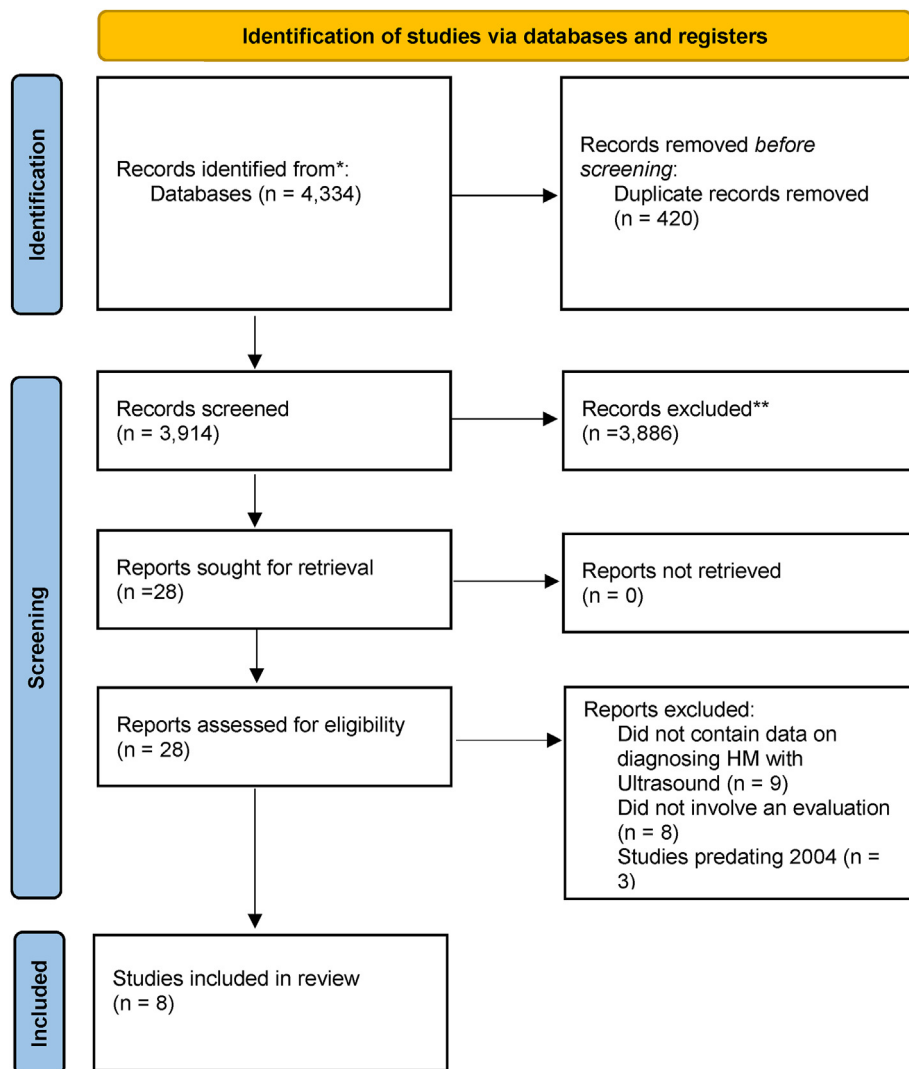 Identification of studies via databases and registers
Identification
Records identified from*:
Databases (n = 4,334)
Records removed before
screening:
Duplicate records removed
(n = 420)
Screening
Records screened
(n = 3,914)
Records excluded**
(n =3,886)
Reports sought for retrieval
(n =28)
Reports not retrieved
(n = 0)
Reports assessed for eligibility
(n = 28)
Reports excluded:
Did not contain data on
diagnosing HM with
Ultrasound (n = 9)
Did not involve an evaluation
(n = 8)
Studies predating 2004 (n =
3)
Included
Studies included in review
(n = 8)